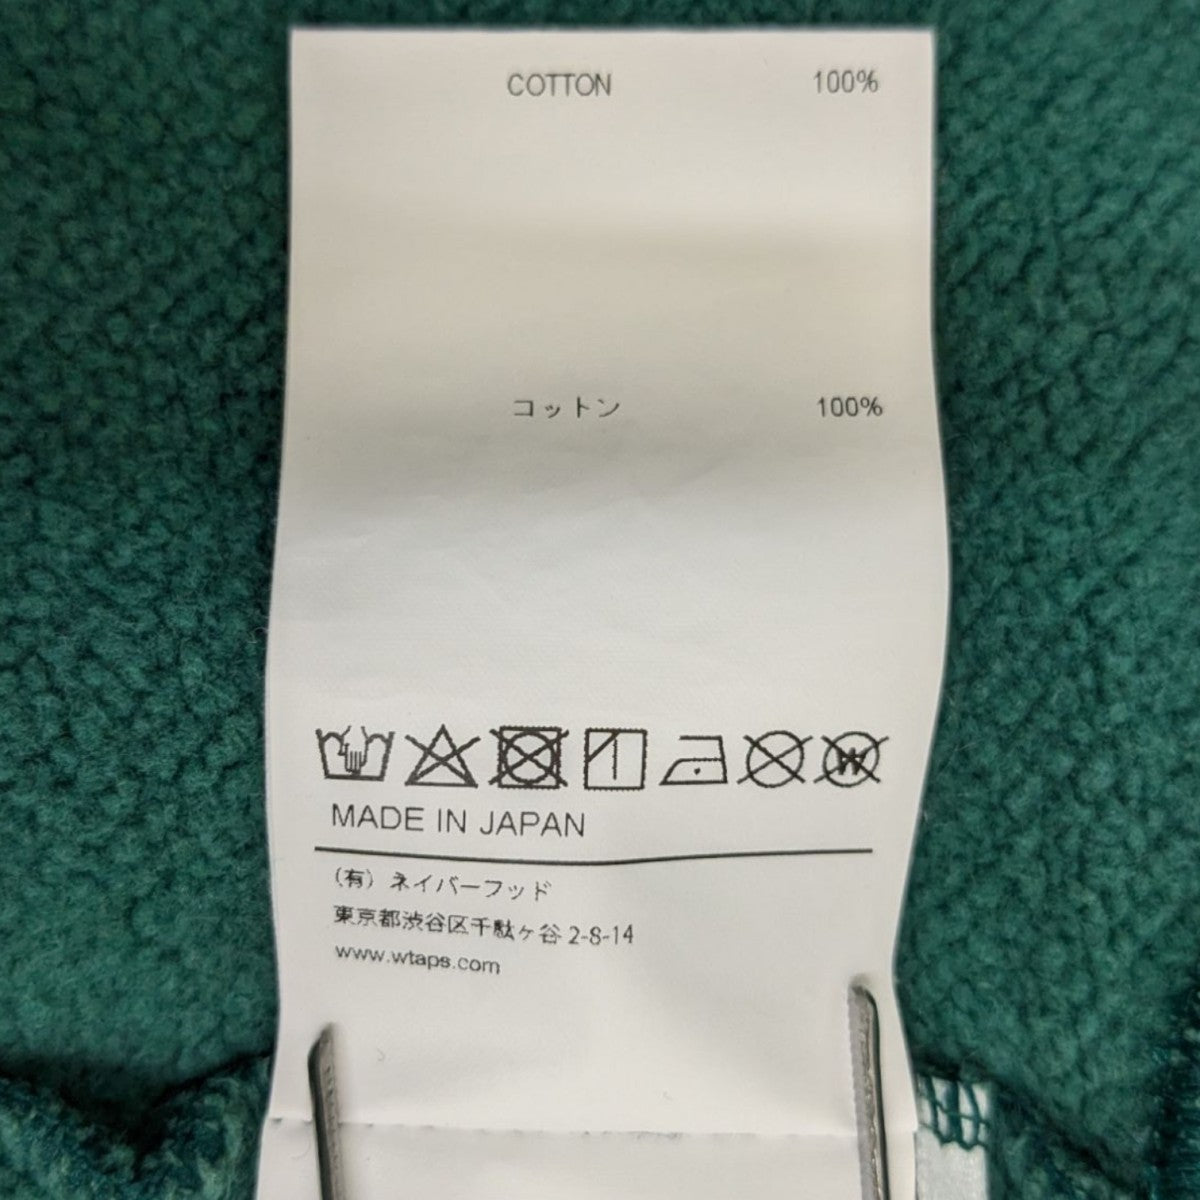 COTTON 100%
コットン 100%
W
MADE IN JAPAN
(有) ネイバーフッド
東京都渋谷区千駄ヶ谷 2-8-14
www.wtaps.com